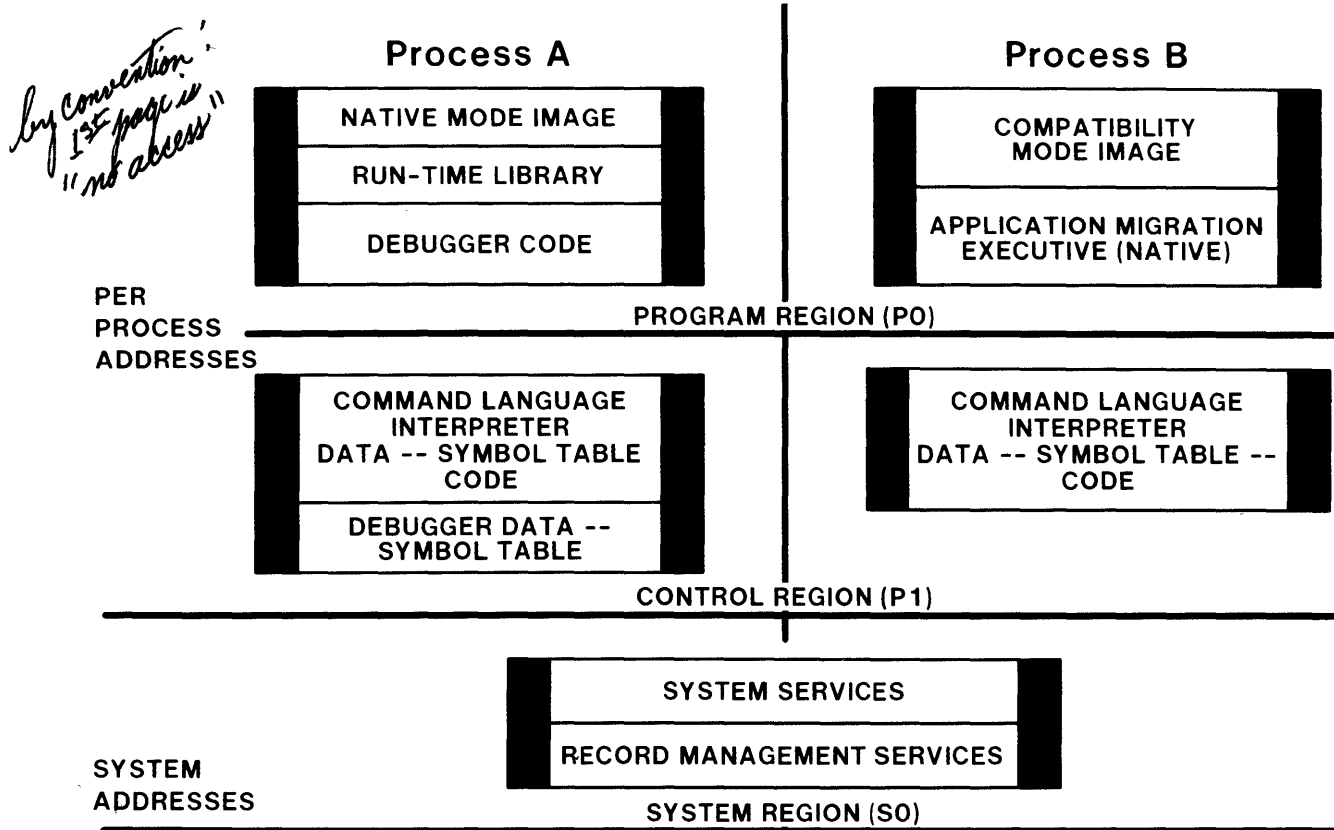 by convention:
1st page is
"no access"
Process A
Process B
NATIVE MODE IMAGE
RUN-TIME LIBRARY
DEBUGGER CODE
COMPATIBILITY
MODE IMAGE
APPLICATION MIGRATION
EXECUTIVE (NATIVE)
PER
PROCESS
ADDRESSES
PROGRAM REGION (P0)
COMMAND LANGUAGE
INTERPRETER
DATA -- SYMBOL TABLE
CODE
DEBUGGER DATA --
SYMBOL TABLE
COMMAND LANGUAGE
INTERPRETER
DATA -- SYMBOL TABLE --
CODE
CONTROL REGION (P1)
SYSTEM SERVICES
RECORD MANAGEMENT SERVICES
SYSTEM
ADDRESSES
SYSTEM REGION (S0)